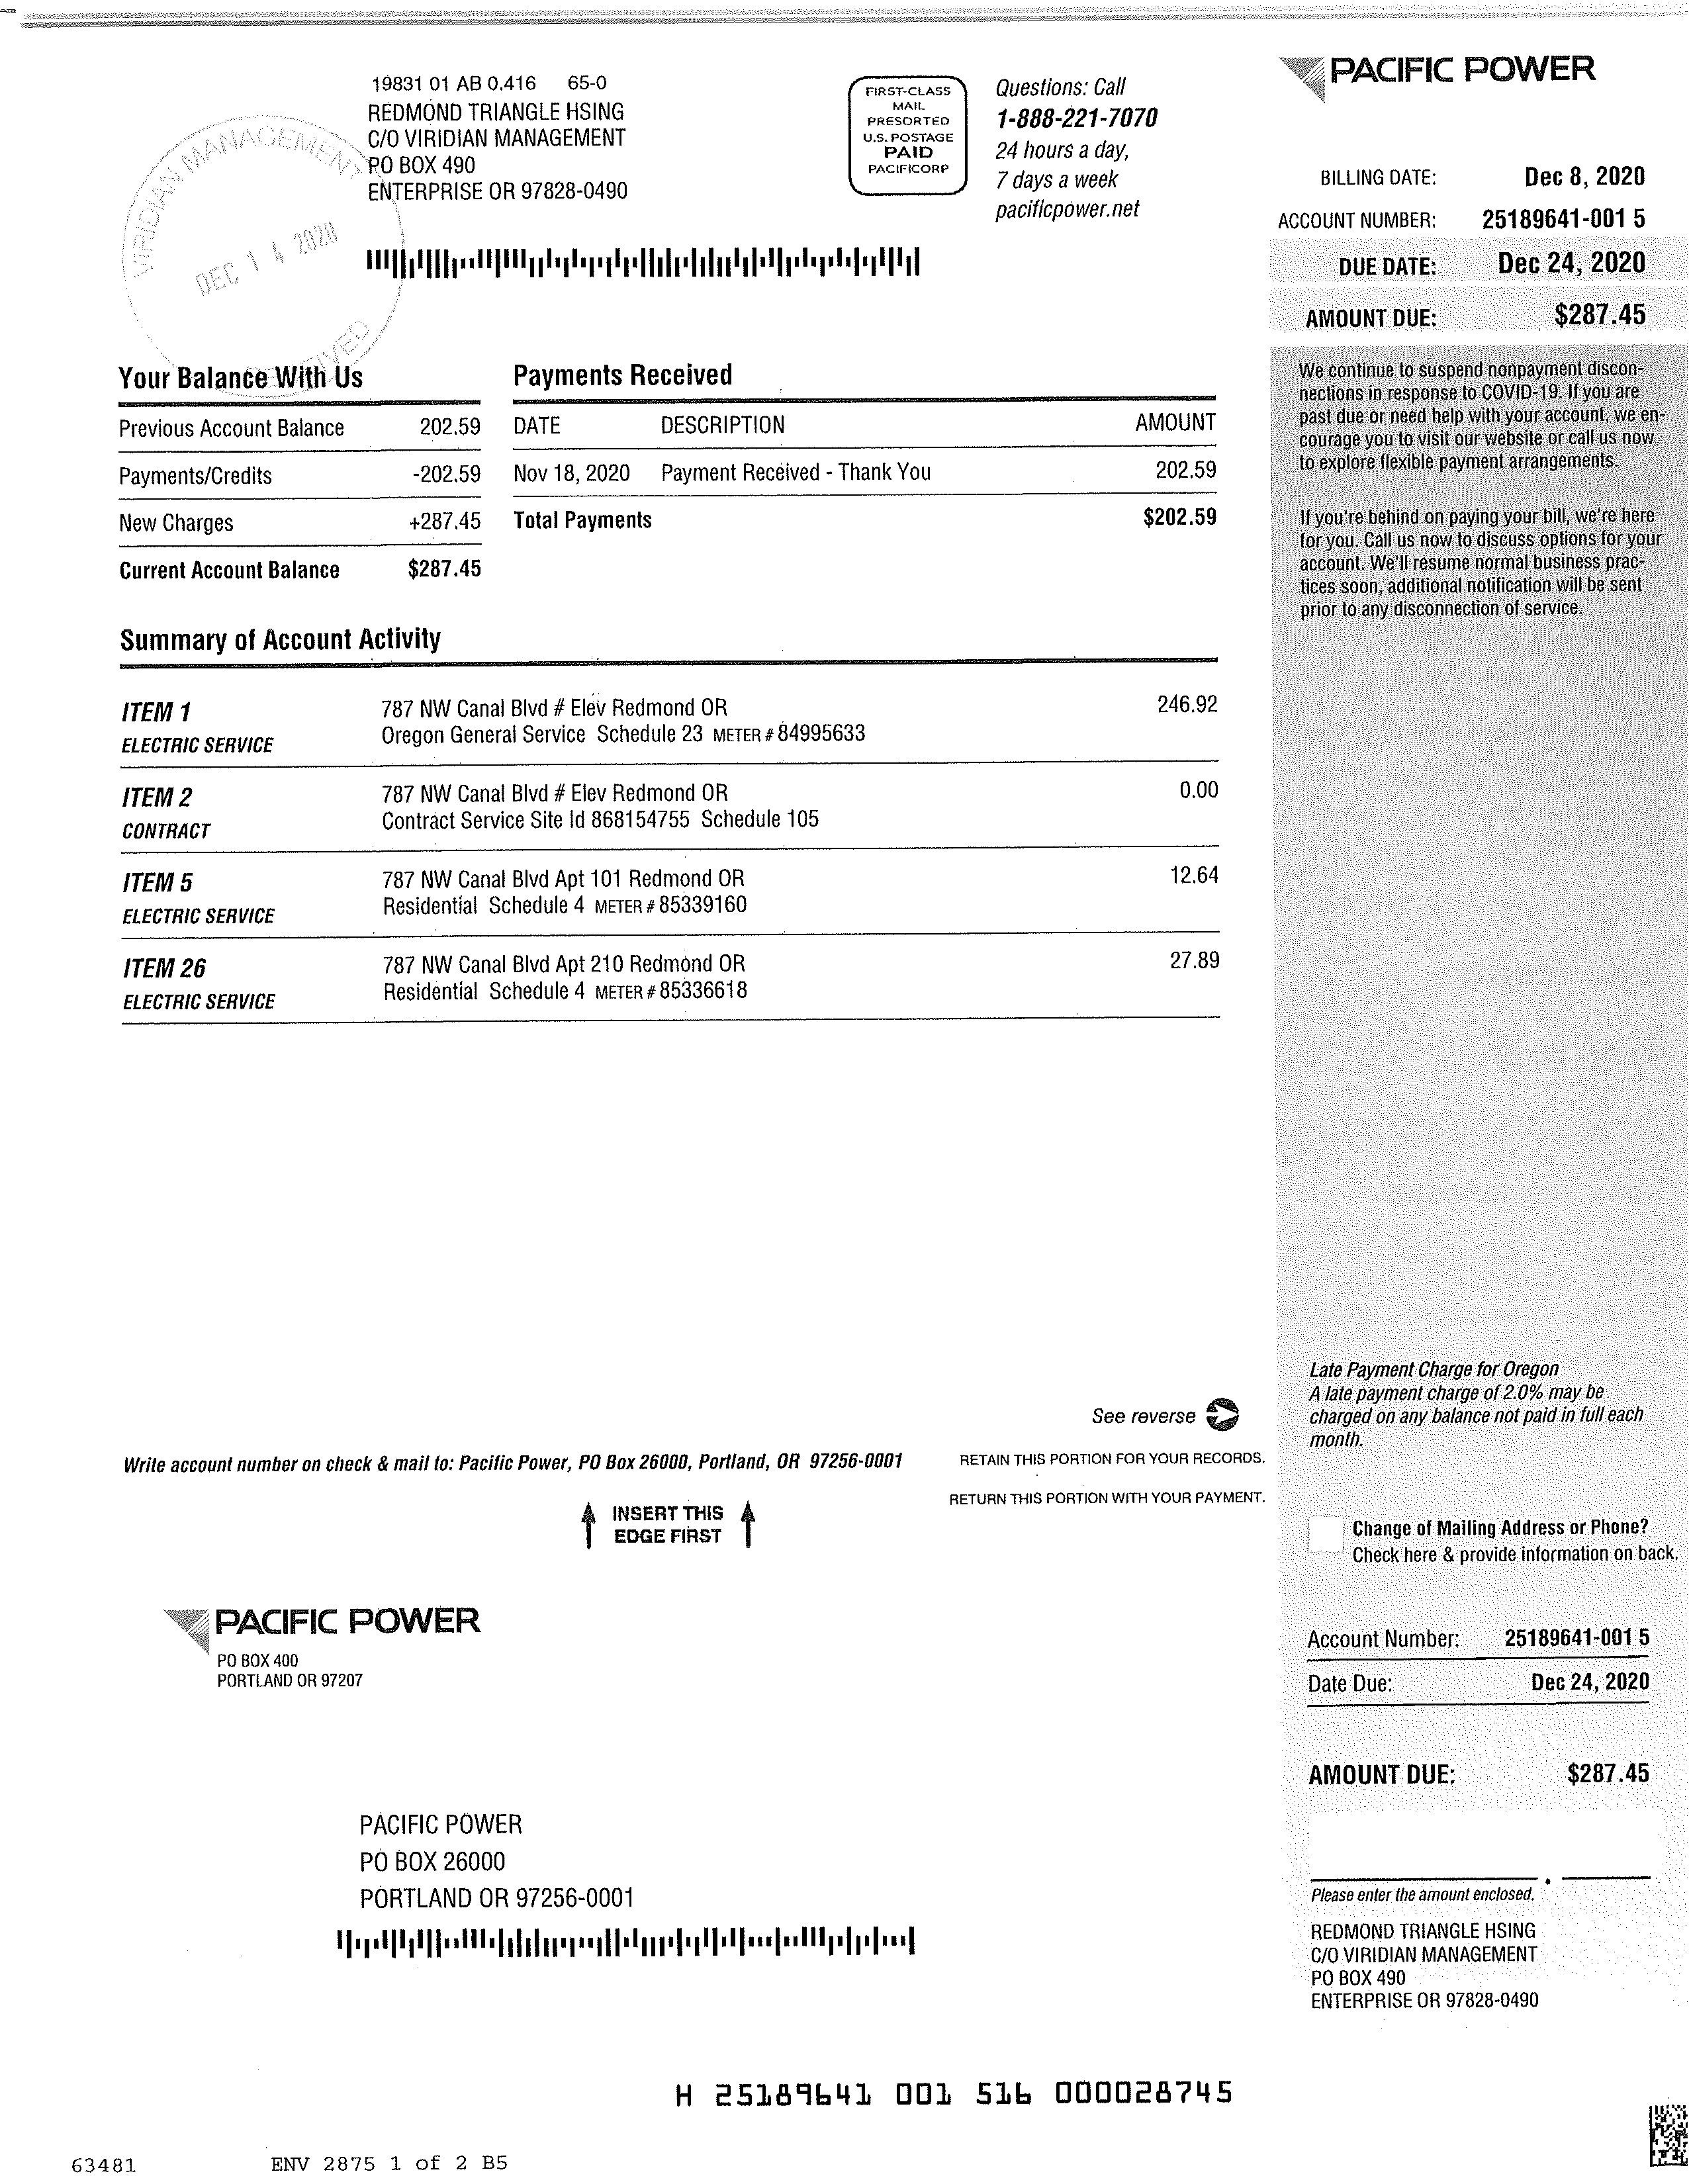 19831 01 AB 0.416 65-0
REDMOND TRIANGLE HSING
C/O VIRIDIAN MANAGEMENT
PO BOX 490
ENTERPRISE OR 97828-0490
VIRIDIAN MANAGEMENT
DEC 14 2020
FIRST-CLASS
MAIL
PRESORTED
U.S. POSTAGE
PAID
PACIFICORP
Questions: Call
1-888-221-7070
24 hours a day,
7 days a week
pacificpower.net
PACIFIC POWER
BILLING DATE: Dec 8, 2020
ACCOUNT NUMBER: 25189641-001 5
DUE DATE: Dec 24, 2020
AMOUNT DUE: $287.45
Your Balance With Us
Previous Account Balance 202.59
Payments/Credits -202.59
New Charges +287.45
Current Account Balance $287.45
Payments Received
DATE DESCRIPTION AMOUNT
Nov 18, 2020 Payment Received - Thank You 202.59
Total Payments $202.59
We continue to suspend nonpayment discon-
nections in response to COVID-19. If you are
past due or need help with your account, we en-
courage you to visit our website or call us now
to explore flexible payment arrangements.
If you're behind on paying your bill, we're here
for you. Call us now to discuss options for your
account. We'll resume normal business prac-
tices soon, additional notification will be sent
prior to any disconnection of service.
Summary of Account Activity
ITEM 1 787 NW Canal Blvd # Elev Redmond OR 246.92
ELECTRIC SERVICE Oregon General Service Schedule 23 METER # 84995633
ITEM 2 787 NW Canal Blvd # Elev Redmond OR 0.00
CONTRACT Contract Service Site Id 868154755 Schedule 105
ITEM 5 787 NW Canal Blvd Apt 101 Redmond OR 12.64
ELECTRIC SERVICE Residential Schedule 4 METER # 85339160
ITEM 26 787 NW Canal Blvd Apt 210 Redmond OR 27.89
ELECTRIC SERVICE Residential Schedule 4 METER # 85336618
Late Payment Charge for Oregon
A late payment charge of 2.0% may be
charged on any balance not paid in full each
month.
See reverse
Write account number on check & mail to: Pacific Power, PO Box 26000, Portland, OR 97256-0001
RETAIN THIS PORTION FOR YOUR RECORDS.
RETURN THIS PORTION WITH YOUR PAYMENT.
INSERT THIS
EDGE FIRST
Change of Mailing Address or Phone?
Check here & provide information on back.
PACIFIC POWER
PO BOX 400
PORTLAND OR 97207
Account Number: 25189641-001 5
Date Due: Dec 24, 2020
AMOUNT DUE: $287.45
PACIFIC POWER
PO BOX 26000
PORTLAND OR 97256-0001
Please enter the amount enclosed.
REDMOND TRIANGLE HSING
C/O VIRIDIAN MANAGEMENT
PO BOX 490
ENTERPRISE OR 97828-0490
H 25189641 001 516 000028745
63481 ENV 2875 1 of 2 B5